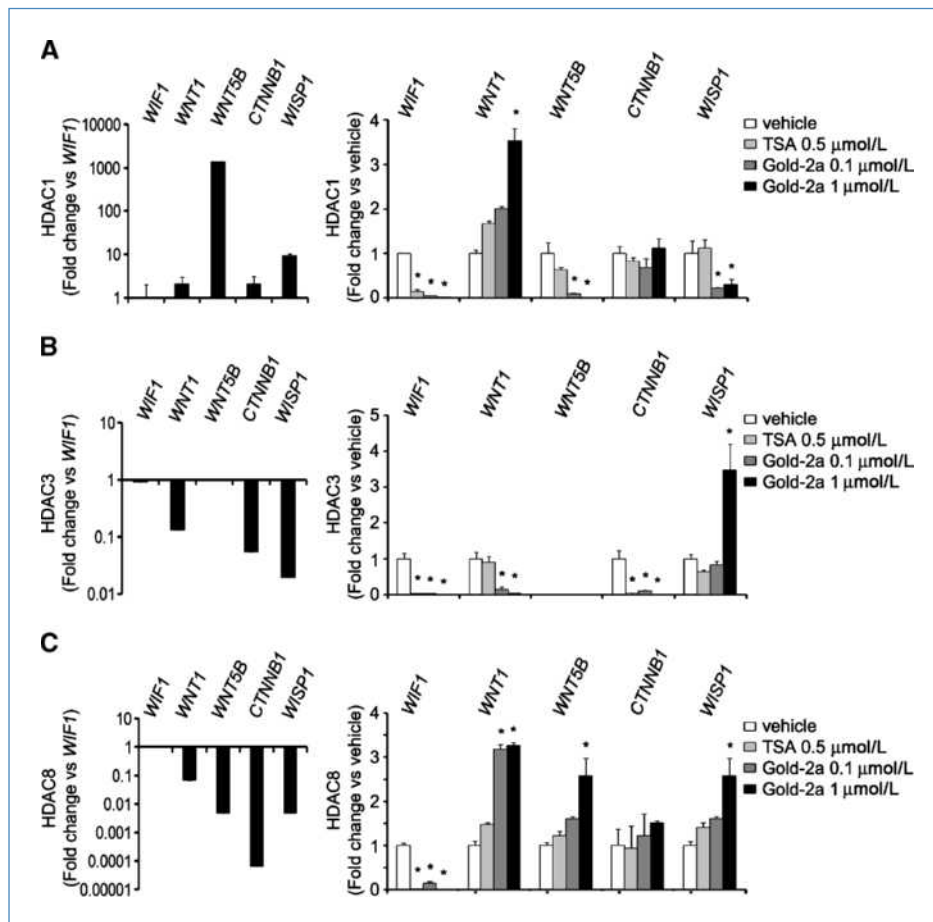 A
WIF1
WNT1
WNT5B
CTNNB1
WISP1
HDAC1
(Fold change vs WIF1)
10000
1000
100
10
1
WIF1
WNT1
WNT5B
CTNNB1
WISP1
HDAC1
(Fold change vs vehicle)
4
3
2
1
0
* * *
*
* *
* *
vehicle
TSA 0.5 μmol/L
Gold-2a 0.1 μmol/L
Gold-2a 1 μmol/L
B
WIF1
WNT1
WNT5B
CTNNB1
WISP1
HDAC3
(Fold change vs WIF1)
10
1
0.1
0.01
WIF1
WNT1
WNT5B
CTNNB1
WISP1
HDAC3
(Fold change vs vehicle)
5
4
3
2
1
0
* * *
* *
* * *
*
vehicle
TSA 0.5 μmol/L
Gold-2a 0.1 μmol/L
Gold-2a 1 μmol/L
C
WIF1
WNT1
WNT5B
CTNNB1
WISP1
HDAC8
(Fold change vs WIF1)
10
1
0.1
0.01
0.001
0.0001
0.00001
WIF1
WNT1
WNT5B
CTNNB1
WISP1
HDAC8
(Fold change vs vehicle)
4
3
2
1
0
* * *
* *
*
*
vehicle
TSA 0.5 μmol/L
Gold-2a 0.1 μmol/L
Gold-2a 1 μmol/L